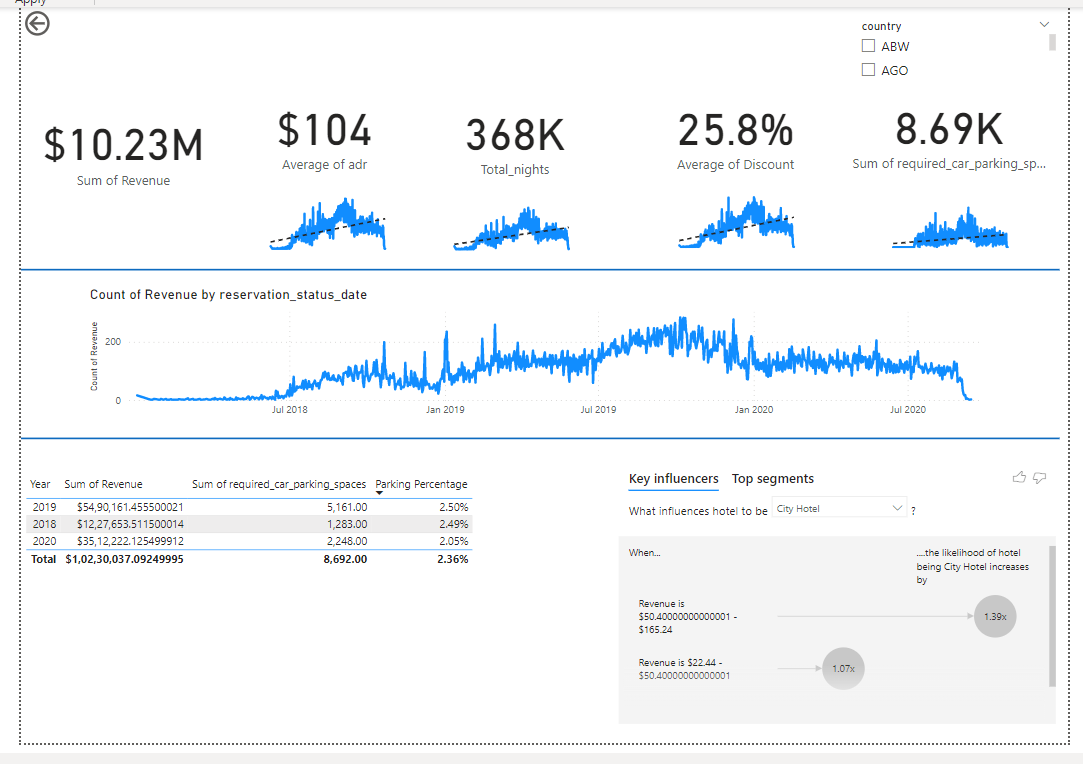 Apply
country
ABW
AGO
$10.23M
Sum of Revenue
$104
Average of adr
368K
Total_nights
25.8%
Average of Discount
8.69K
Sum of required_car_parking_sp...
Count of Revenue by reservation_status_date
Count of Revenue
200
0
Jul 2018 Jan 2019 Jul 2019 Jan 2020 Jul 2020
Year Sum of Revenue Sum of required_car_parking_spaces Parking Percentage
2019 $54,90,161.455500021 5,161.00 2.50%
2018 $12,27,653.511500014 1,283.00 2.49%
2020 $35,12,222.125499912 2,248.00 2.05%
Total $1,02,30,037.09249995 8,692.00 2.36%
Key influencers Top segments
What influences hotel to be City Hotel ?
When...
....the likelihood of hotel
being City Hotel increases
by
Revenue is
$50.40000000000001 -
$165.24
1.39x
Revenue is $22.44 -
$50.40000000000001
1.07x